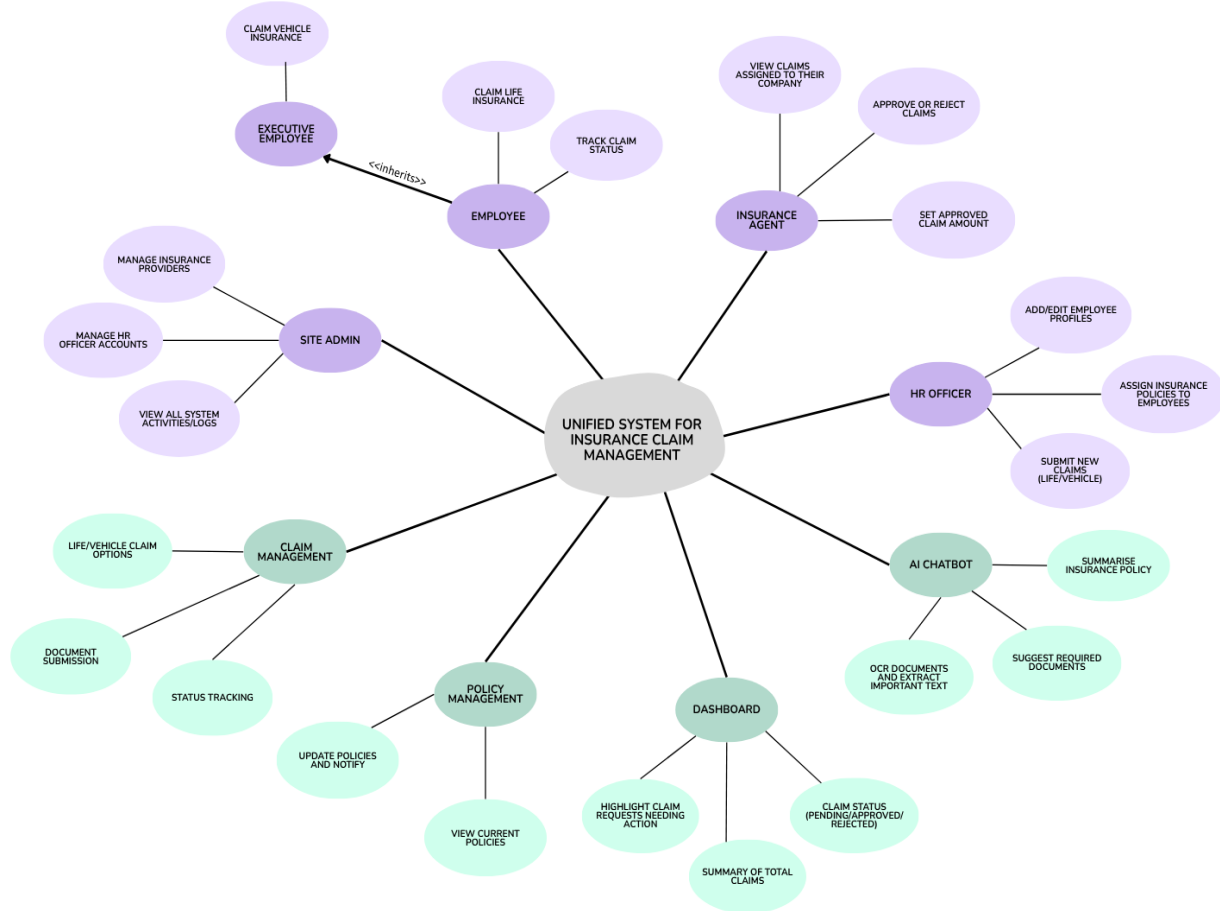 CLAIM VEHICLE
INSURANCE
EXECUTIVE
EMPLOYEE
<<inherits>>
CLAIM LIFE
INSURANCE
TRACK CLAIM
STATUS
EMPLOYEE
VIEW CLAIMS
ASSIGNED TO THEIR
COMPANY
APPROVE OR REJECT
CLAIMS
INSURANCE
AGENT
SET APPROVED
CLAIM AMOUNT
MANAGE INSURANCE
PROVIDERS
MANAGE HR
OFFICER ACCOUNTS
SITE ADMIN
VIEW ALL SYSTEM
ACTIVITIES/LOGS
ADD/EDIT EMPLOYEE
PROFILES
HR OFFICER
ASSIGN INSURANCE
POLICIES TO
EMPLOYEES
SUBMIT NEW
CLAIMS
(LIFE/VEHICLE)
UNIFIED SYSTEM FOR
INSURANCE CLAIM
MANAGEMENT
LIFE/VEHICLE CLAIM
OPTIONS
CLAIM
MANAGEMENT
DOCUMENT
SUBMISSION
STATUS TRACKING
POLICY
MANAGEMENT
UPDATE POLICIES
AND NOTIFY
VIEW CURRENT
POLICIES
DASHBOARD
HIGHLIGHT CLAIM
REQUESTS NEEDING
ACTION
SUMMARY OF TOTAL
CLAIMS
CLAIM STATUS
(PENDING/APPROVED/
REJECTED)
AI CHATBOT
SUMMARISE
INSURANCE POLICY
OCR DOCUMENTS
AND EXTRACT
IMPORTANT TEXT
SUGGEST REQUIRED
DOCUMENTS